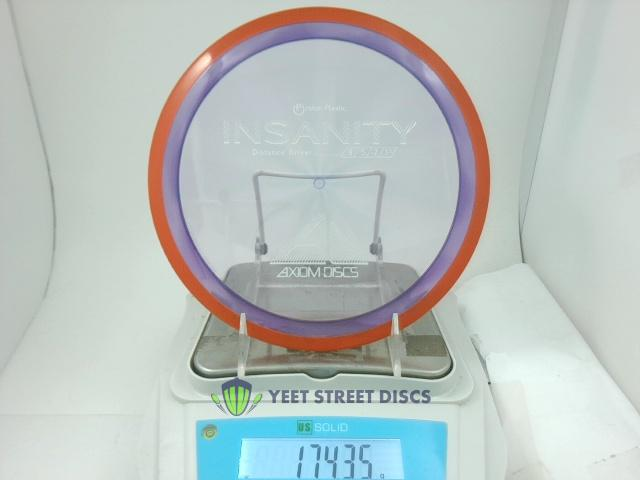 Proton Plastic
INSANITY
Distance Driver
AXIOM DISCS
YEET STREET DISCS
US SOLID
174.35 g